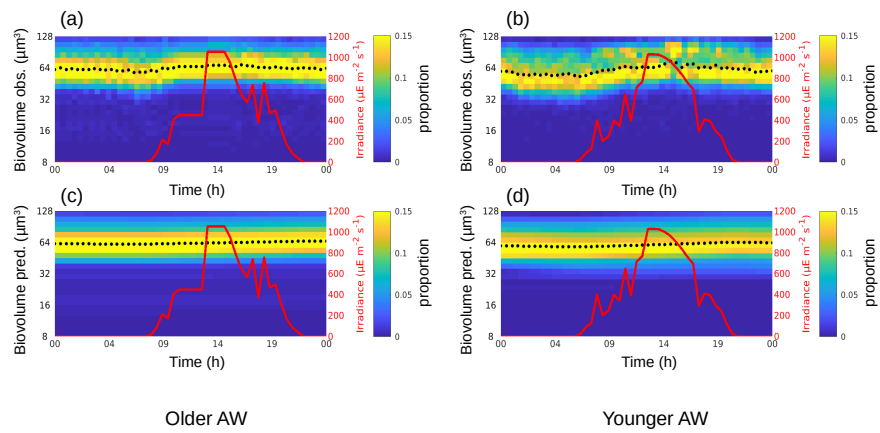 (a)
(b)
128
64
32
16
8
Biovolume obs. (µm³)
00 04 09 14 19 00
Time (h)
1200
1000
800
600
400
200
0
Irradiance (µE m⁻² s⁻¹)
0.15
0.1
0.05
0
proportion
128
64
32
16
8
Biovolume obs. (µm³)
00 04 09 14 19 00
Time (h)
1200
1000
800
600
400
200
0
Irradiance (µE m⁻² s⁻¹)
0.15
0.1
0.05
0
proportion
(c)
(d)
128
64
32
16
8
Biovolume pred. (µm³)
00 04 09 14 19 00
Time (h)
1200
1000
800
600
400
200
0
Irradiance (µE m⁻² s⁻¹)
0.15
0.1
0.05
0
proportion
128
64
32
16
8
Biovolume pred. (µm³)
00 04 09 14 19 00
Time (h)
1200
1000
800
600
400
200
0
Irradiance (µE m⁻² s⁻¹)
0.15
0.1
0.05
0
proportion
Older AW
Younger AW